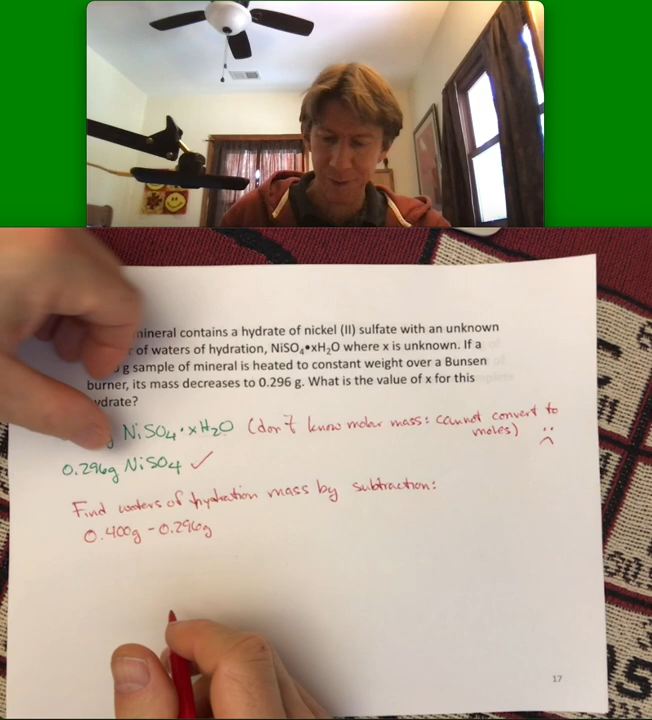 mineral contains a hydrate of nickel (II) sulfate with an unknown
of waters of hydration, NiSO₄•xH₂O where x is unknown. If a
g sample of mineral is heated to constant weight over a Bunsen
burner, its mass decreases to 0.296 g. What is the value of x for this
ydrate?
g NiSO₄·xH₂O (don't know molar mass: cannot convert to
moles) :(
0.296g NiSO₄ ✓
Find waters of hydration mass by subtraction:
0.400g - 0.296g
17